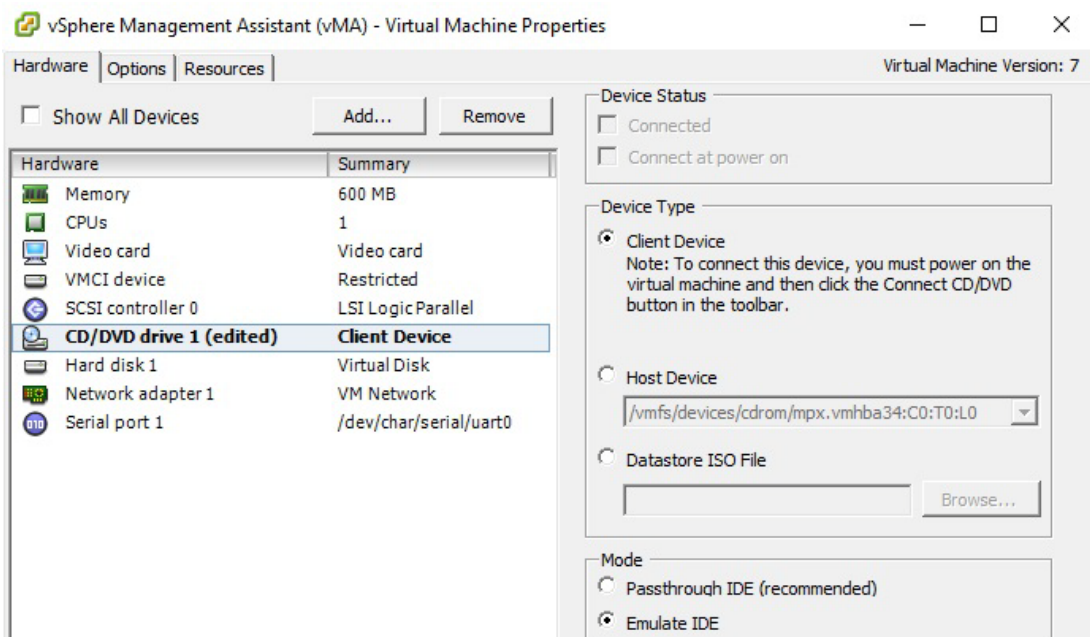 vSphere Management Assistant (vMA) - Virtual Machine Properties
Hardware Options Resources Virtual Machine Version: 7
Show All Devices Add... Remove
Hardware Summary
Memory 600 MB
CPUs 1
Video card Video card
VMCI device Restricted
SCSI controller 0 LSI Logic Parallel
CD/DVD drive 1 (edited) Client Device
Hard disk 1 Virtual Disk
Network adapter 1 VM Network
Serial port 1 /dev/char/serial/uart0
Device Status
Connected
Connect at power on
Device Type
Client Device
Note: To connect this device, you must power on the
virtual machine and then click the Connect CD/DVD
button in the toolbar.
Host Device
/vmfs/devices/cdrom/mpx.vmhba34:C0:T0:L0
Datastore ISO File
Browse...
Mode
Passthrough IDE (recommended)
Emulate IDE